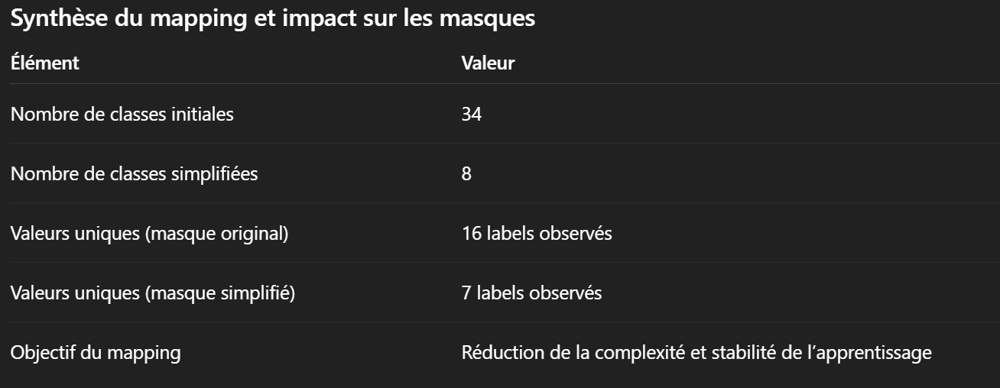 Synthèse du mapping et impact sur les masques
Élément Valeur
Nombre de classes initiales 34
Nombre de classes simplifiées 8
Valeurs uniques (masque original) 16 labels observés
Valeurs uniques (masque simplifié) 7 labels observés
Objectif du mapping Réduction de la complexité et stabilité de l’apprentissage